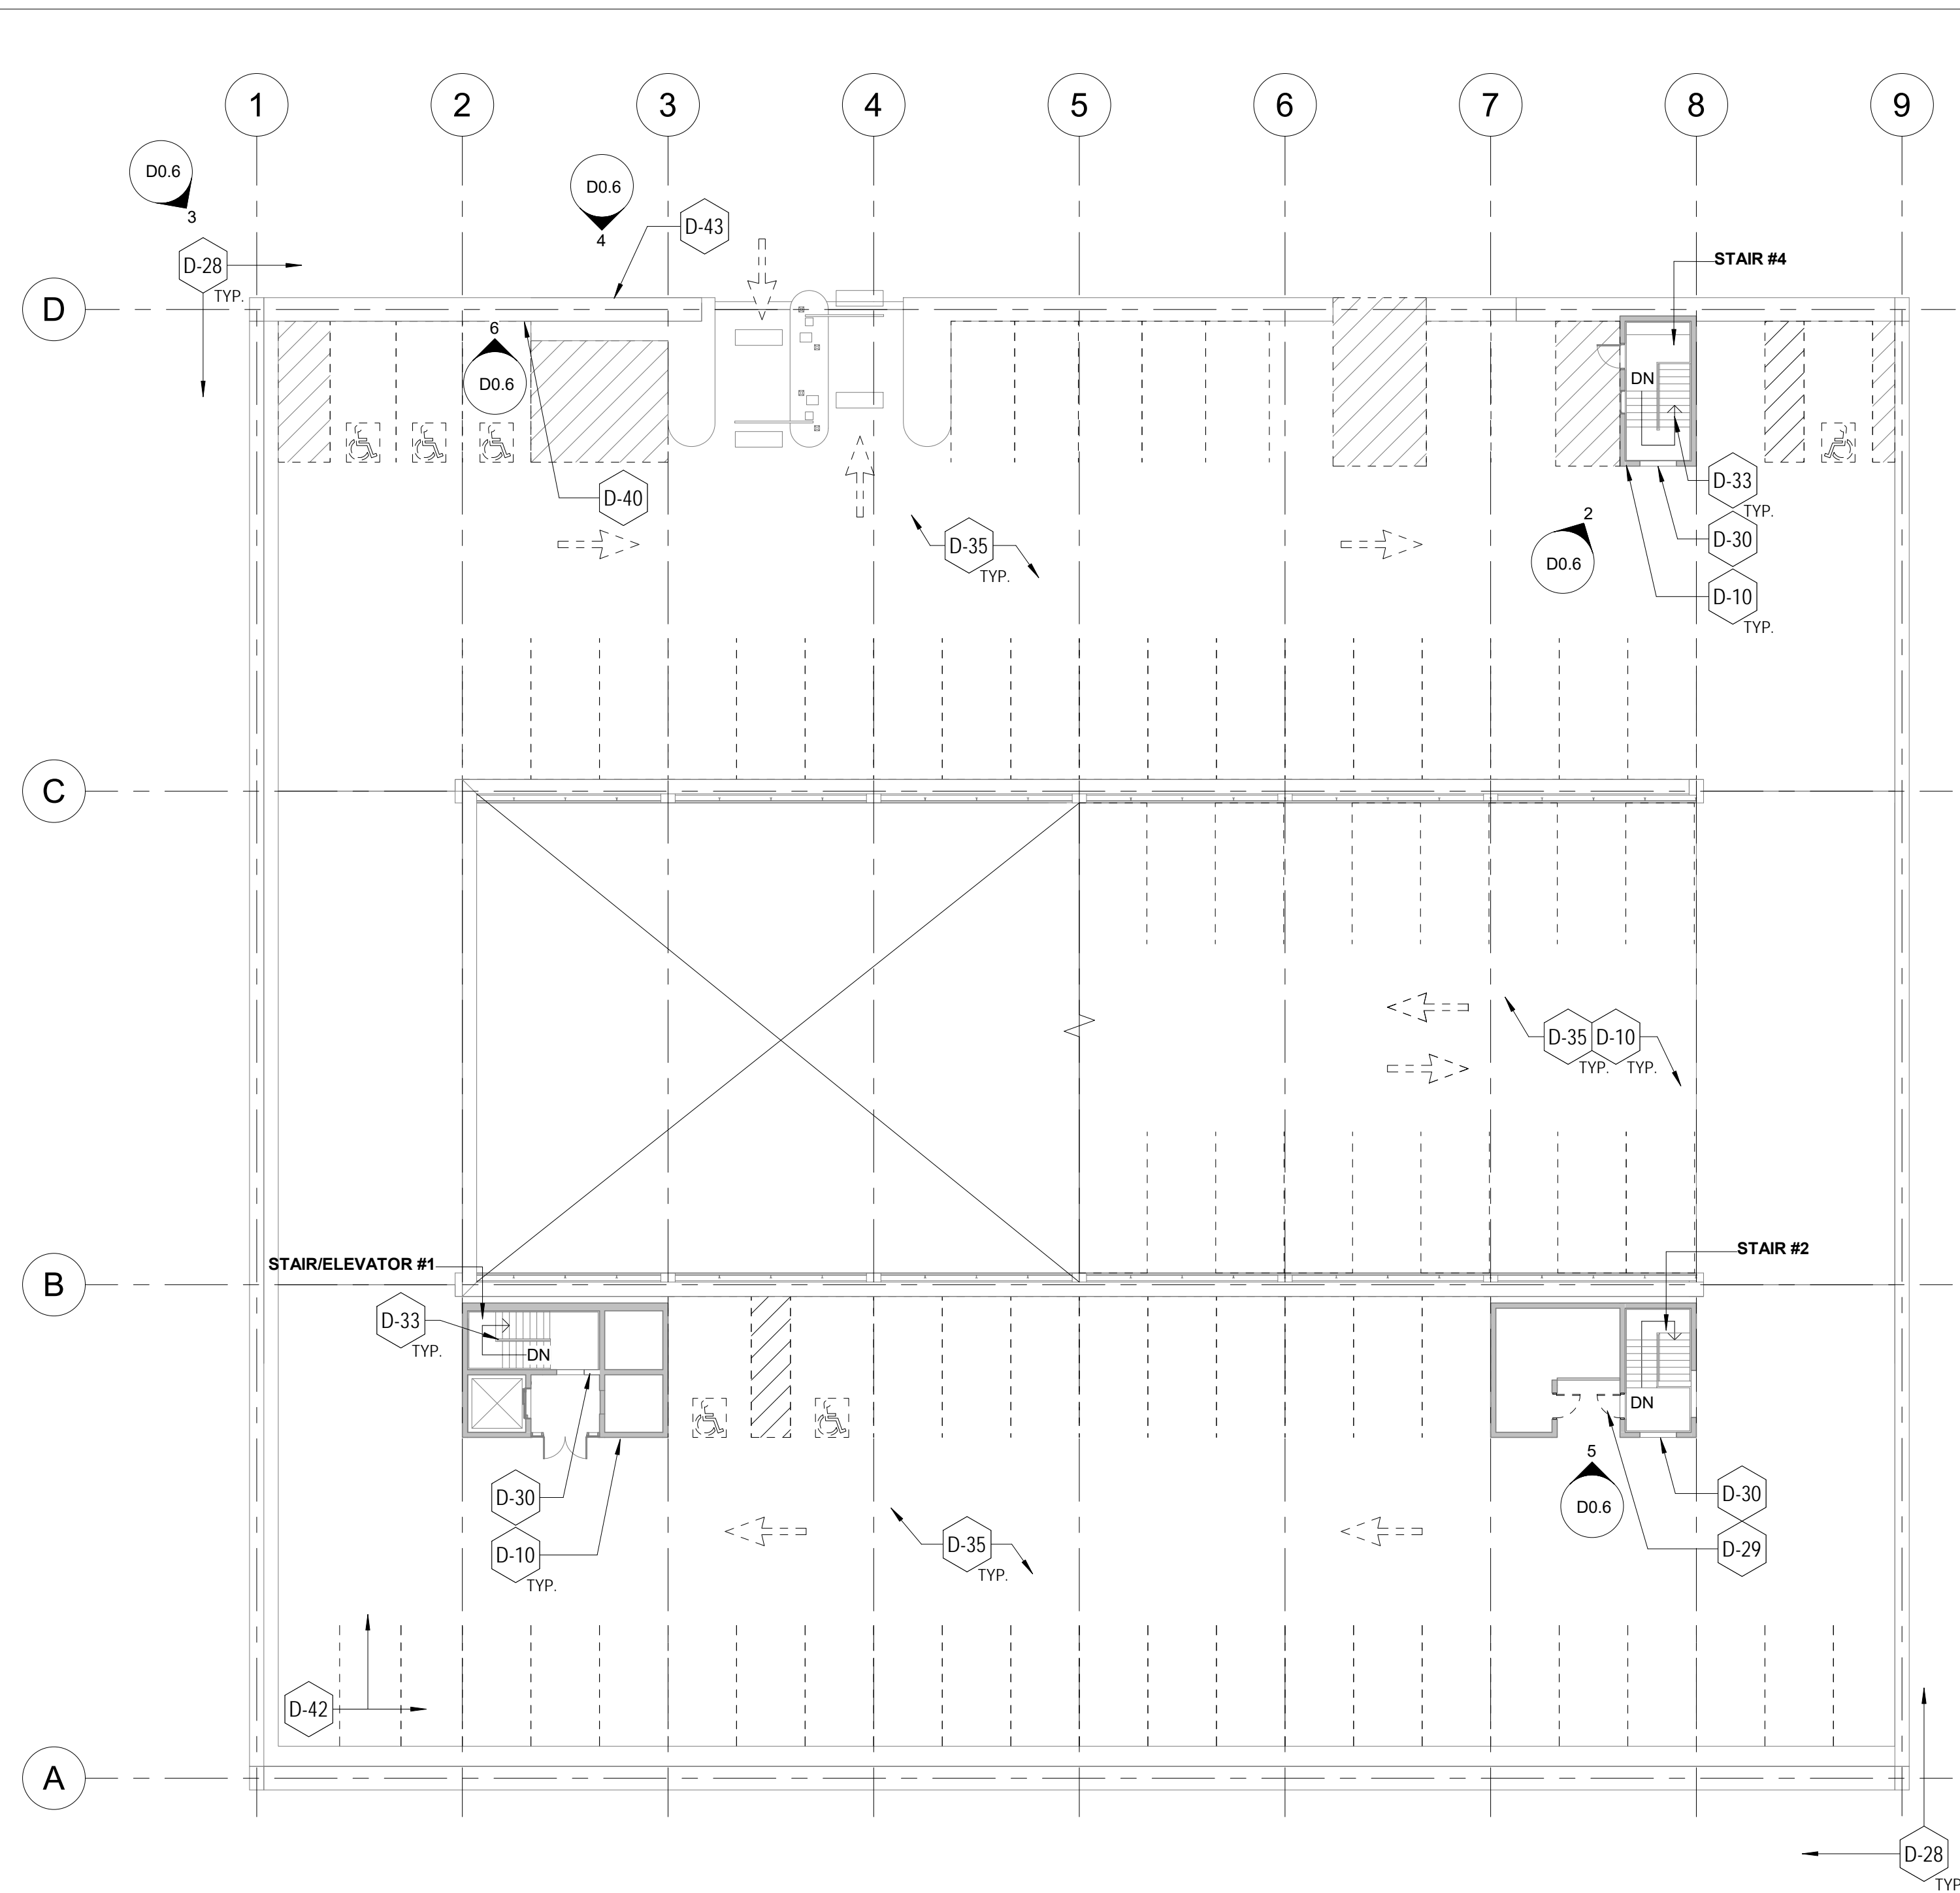 1 2 3 4 5 6 7 8 9
D0.6
3
D0.6
4
D-43
D-28
TYP.
STAIR #4
D
6
D0.6
DN
D-40
D-33
TYP.
D-35
TYP.
2
D0.6
D-30
D-10
TYP.
C
D-35 D-10
TYP. TYP.
STAIR/ELEVATOR #1
STAIR #2
B
D-33
TYP.
DN
DN
D-30
D-10
TYP.
5
D0.6
D-30
D-29
D-35
TYP.
D-42
A
D-28
TYP